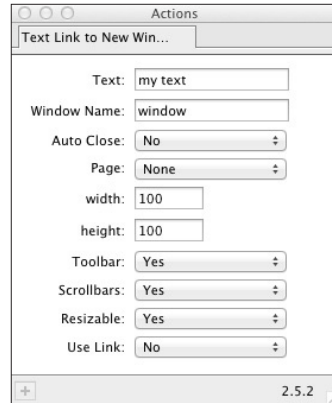 Actions
Text Link to New Win...
Text: my text
Window Name: window
Auto Close: No
Page: None
width: 100
height: 100
Toolbar: Yes
Scrollbars: Yes
Resizable: Yes
Use Link: No
2.5.2